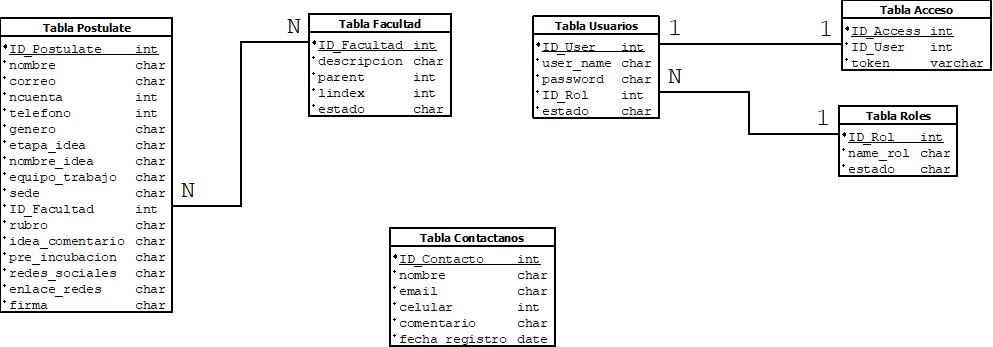 Tabla Postulate
ID_Postulate int
nombre char
correo char
ncuenta int
telefono int
genero char
etapa_idea char
nombre_idea char
equipo_trabajo char
sede char
ID_Facultad int
rubro char
idea_comentario char
pre_incubacion char
redes_sociales char
enlace_redes char
firma char
N
N
Tabla Facultad
ID_Facultad int
descripcion char
parent int
lindex int
estado char
Tabla Usuarios
ID_User int
user_name char
password char
ID_Rol int
estado char
1
1
N
1
Tabla Acceso
ID_Access int
ID_User int
token varchar
Tabla Roles
ID_Rol int
name_rol char
estado char
Tabla Contactanos
ID_Contacto int
nombre char
email char
celular int
comentario char
fecha_registro date